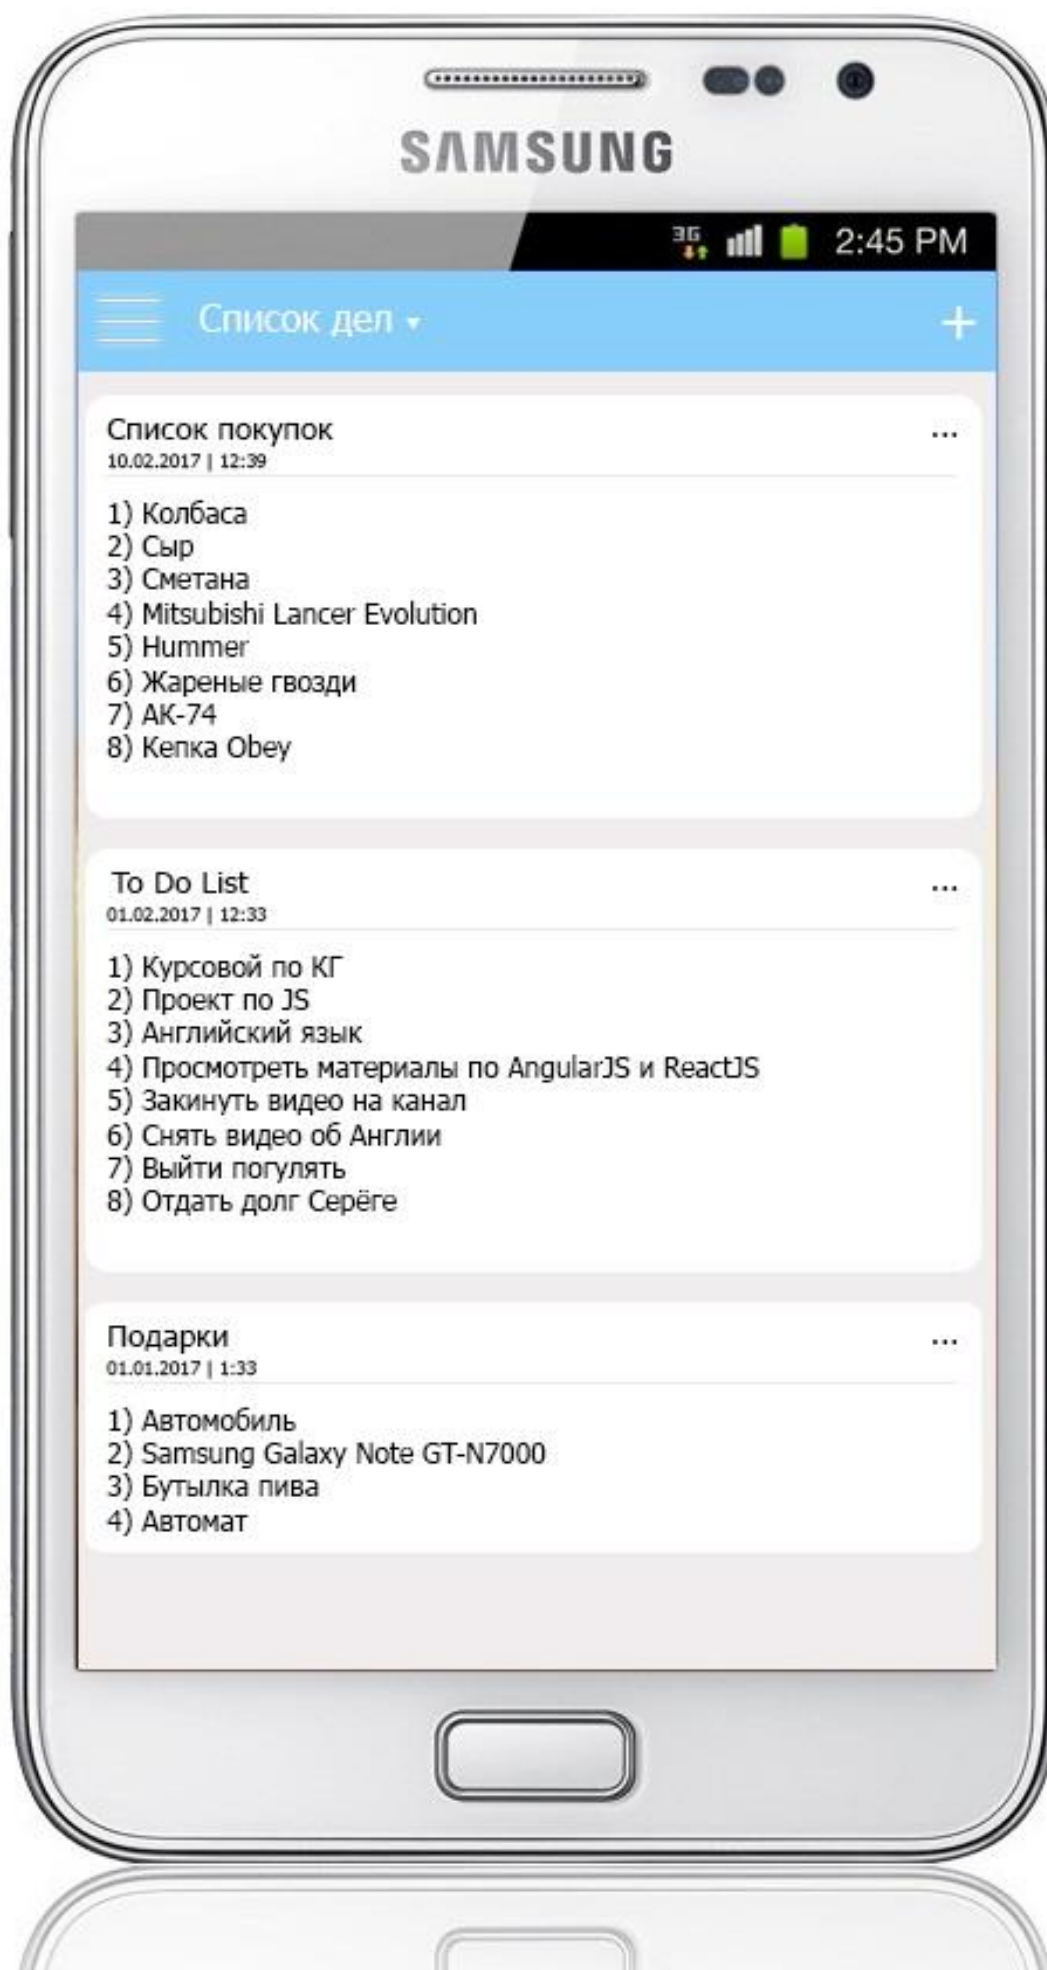 SAMSUNG
3G 2:45 PM
Список дел
Список покупок
10.02.2017 | 12:39
1) Колбаса
2) Сыр
3) Сметана
4) Mitsubishi Lancer Evolution
5) Hummer
6) Жареные гвозди
7) АК-74
8) Кепка Obey
To Do List
01.02.2017 | 12:33
1) Курсовой по КГ
2) Проект по JS
3) Английский язык
4) Просмотреть материалы по AngularJS и ReactJS
5) Закинуть видео на канал
6) Снять видео об Англии
7) Выйти погулять
8) Отдать долг Серёге
Подарки
01.01.2017 | 1:33
1) Автомобиль
2) Samsung Galaxy Note GT-N7000
3) Бутылка пива
4) Автомат